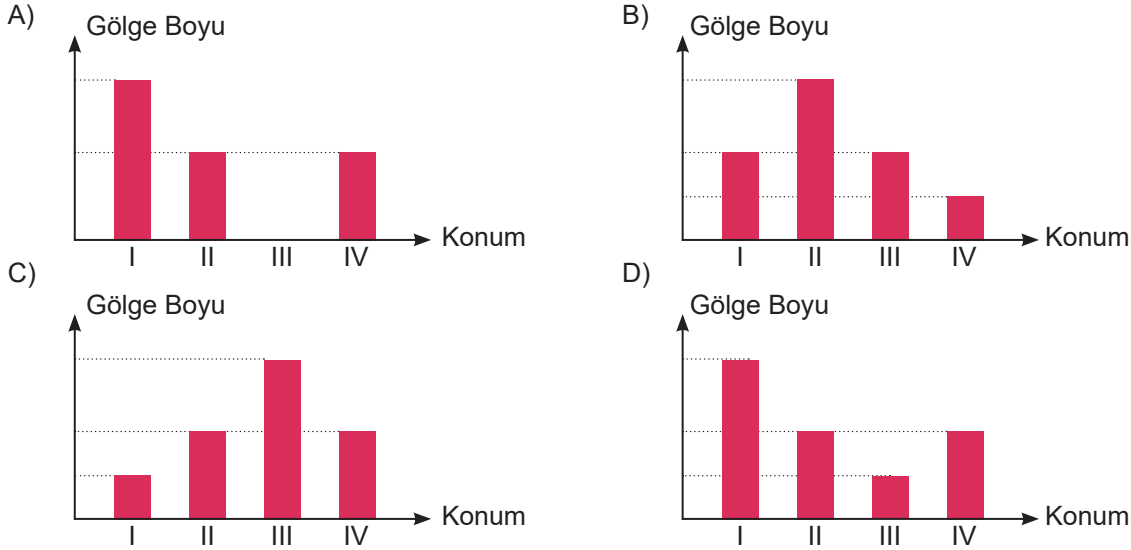 A)
Gölge Boyu
I II III IV
Konum
B)
Gölge Boyu
I II III IV
Konum
C)
Gölge Boyu
I II III IV
Konum
D)
Gölge Boyu
I II III IV
Konum